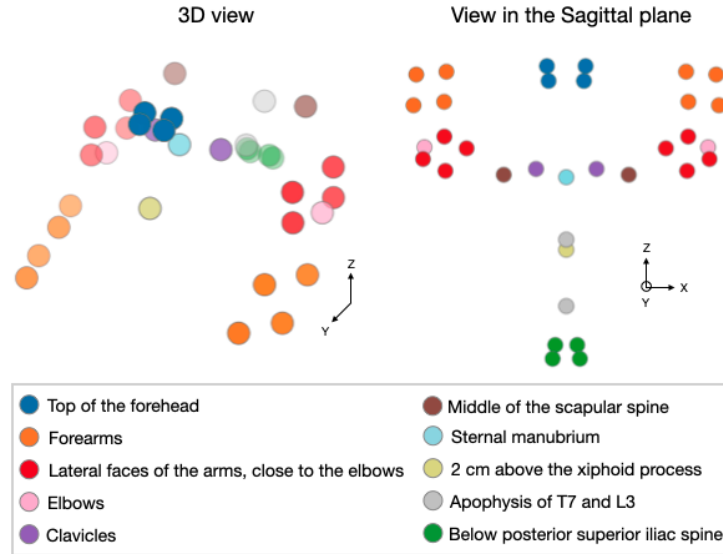 3D view
View in the Sagittal plane
Z
Y
Z
X
Y
Top of the forehead
Forearms
Lateral faces of the arms, close to the elbows
Elbows
Clavicles
Middle of the scapular spine
Sternal manubrium
2 cm above the xiphoid process
Apophysis of T7 and L3
Below posterior superior iliac spine